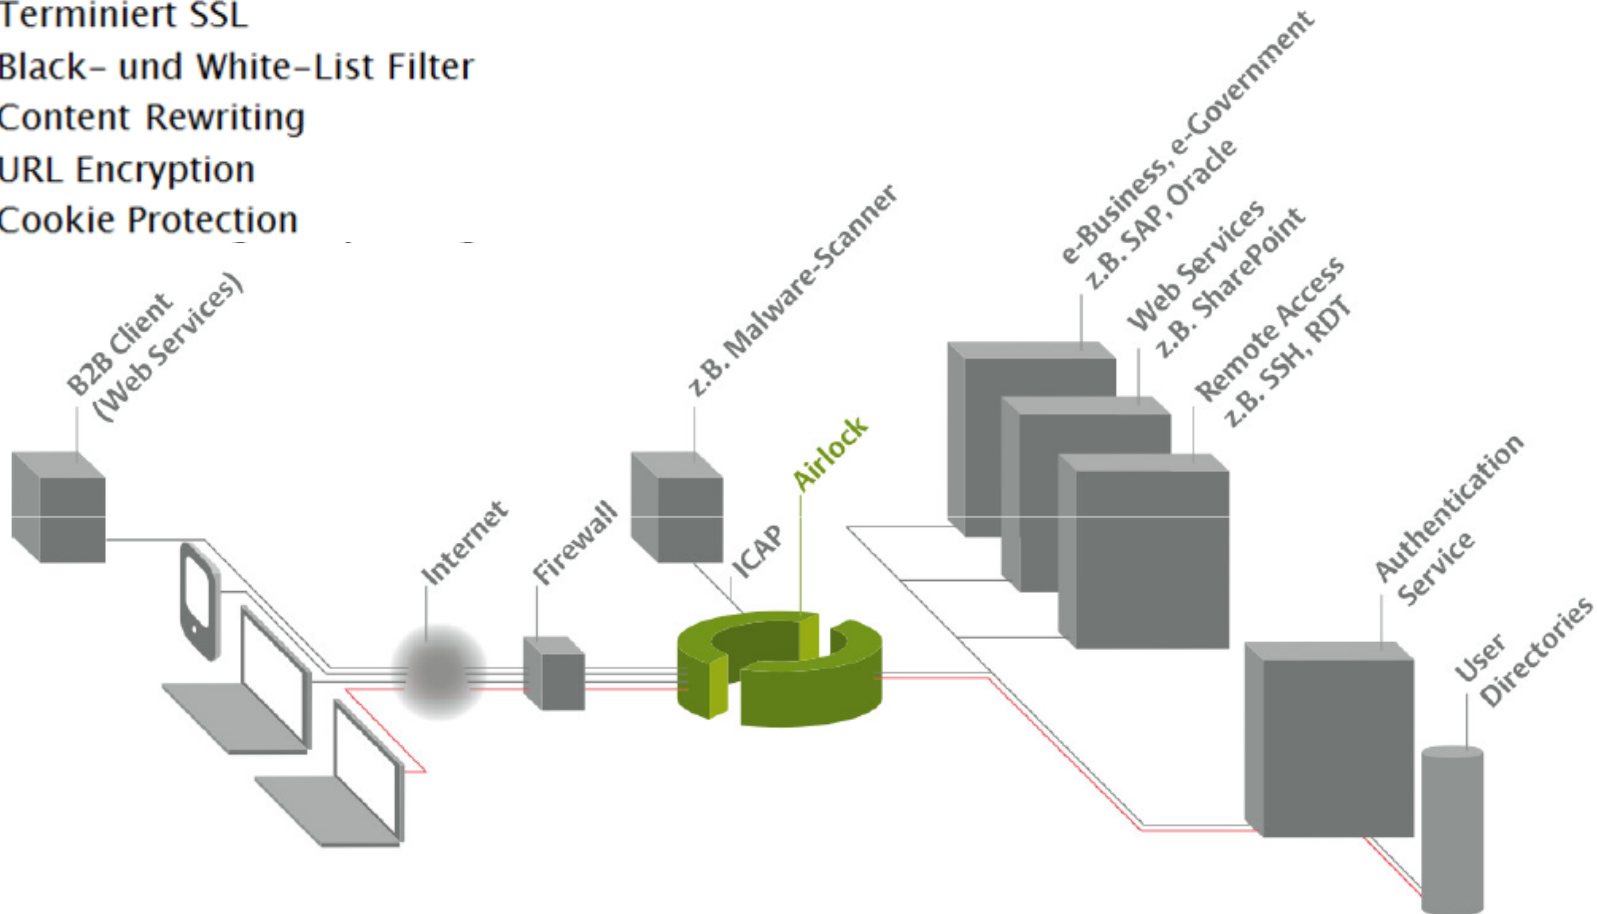 Terminiert SSL
Black- und White-List Filter
Content Rewriting
URL Encryption
Cookie Protection
B2B Client
(Web Services)
Internet
Firewall
z.B. Malware-Scanner
ICAP
Airlock
e-Business, e-Government
z.B. SAP, Oracle
Web Services
z.B. SharePoint
Remote Access
z.B. SSH, RDT
Authentication
Service
User
Directories